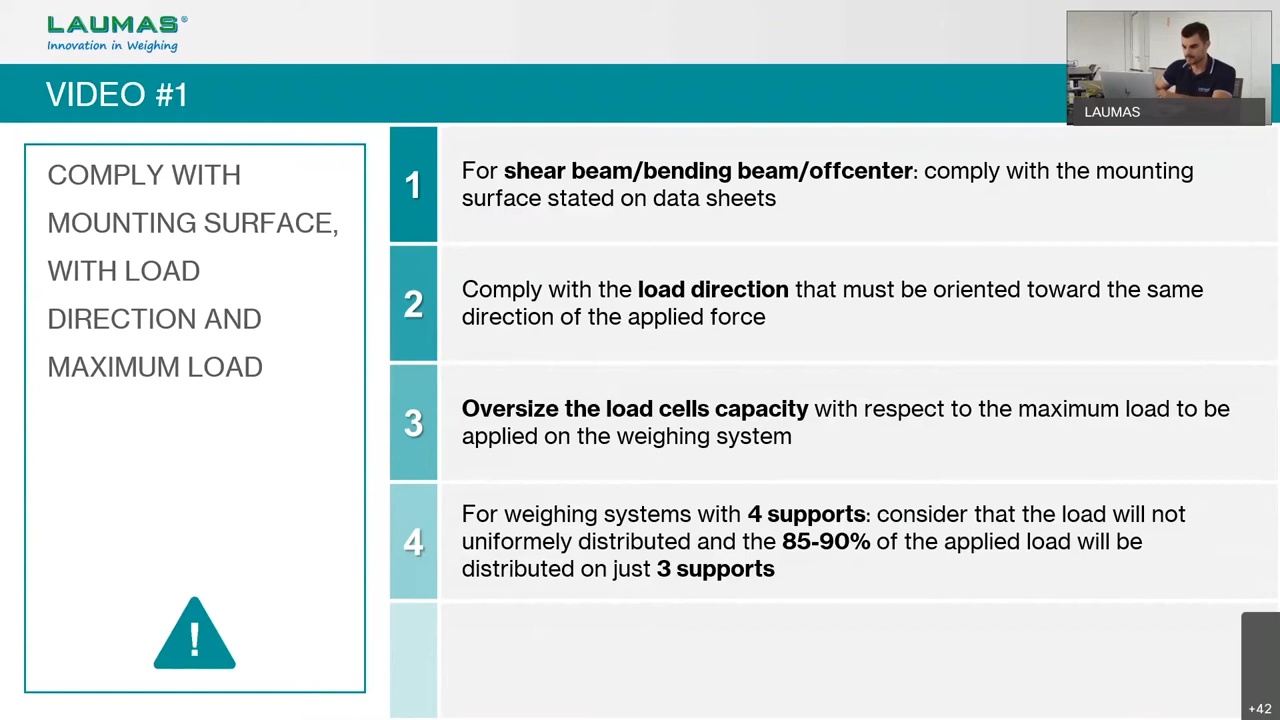 LAUMAS®
Innovation in Weighing
VIDEO #1
LAUMAS
COMPLY WITH
MOUNTING SURFACE,
WITH LOAD
DIRECTION AND
MAXIMUM LOAD
!
1
For shear beam/bending beam/offcenter: comply with the mounting
surface stated on data sheets
2
Comply with the load direction that must be oriented toward the same
direction of the applied force
3
Oversize the load cells capacity with respect to the maximum load to be
applied on the weighing system
4
For weighing systems with 4 supports: consider that the load will not
uniformely distributed and the 85-90% of the applied load will be
distributed on just 3 supports
+42